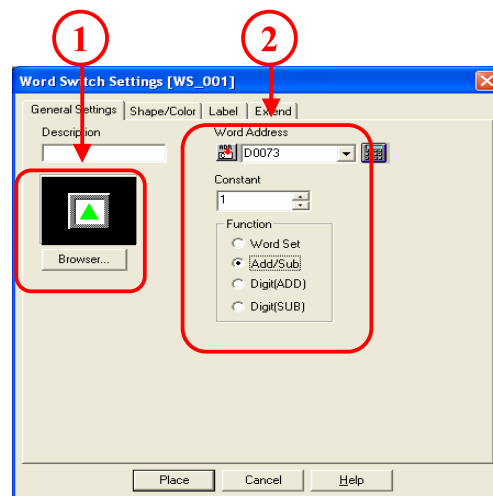 1 2
Word Switch Settings [WS_001]
General Settings Shape/Color Label Extend
Description
Word Address
D0073
Constant
1
Browser...
Function
Word Set
Add/Sub
Digit(ADD)
Digit(SUB)
Place Cancel Help